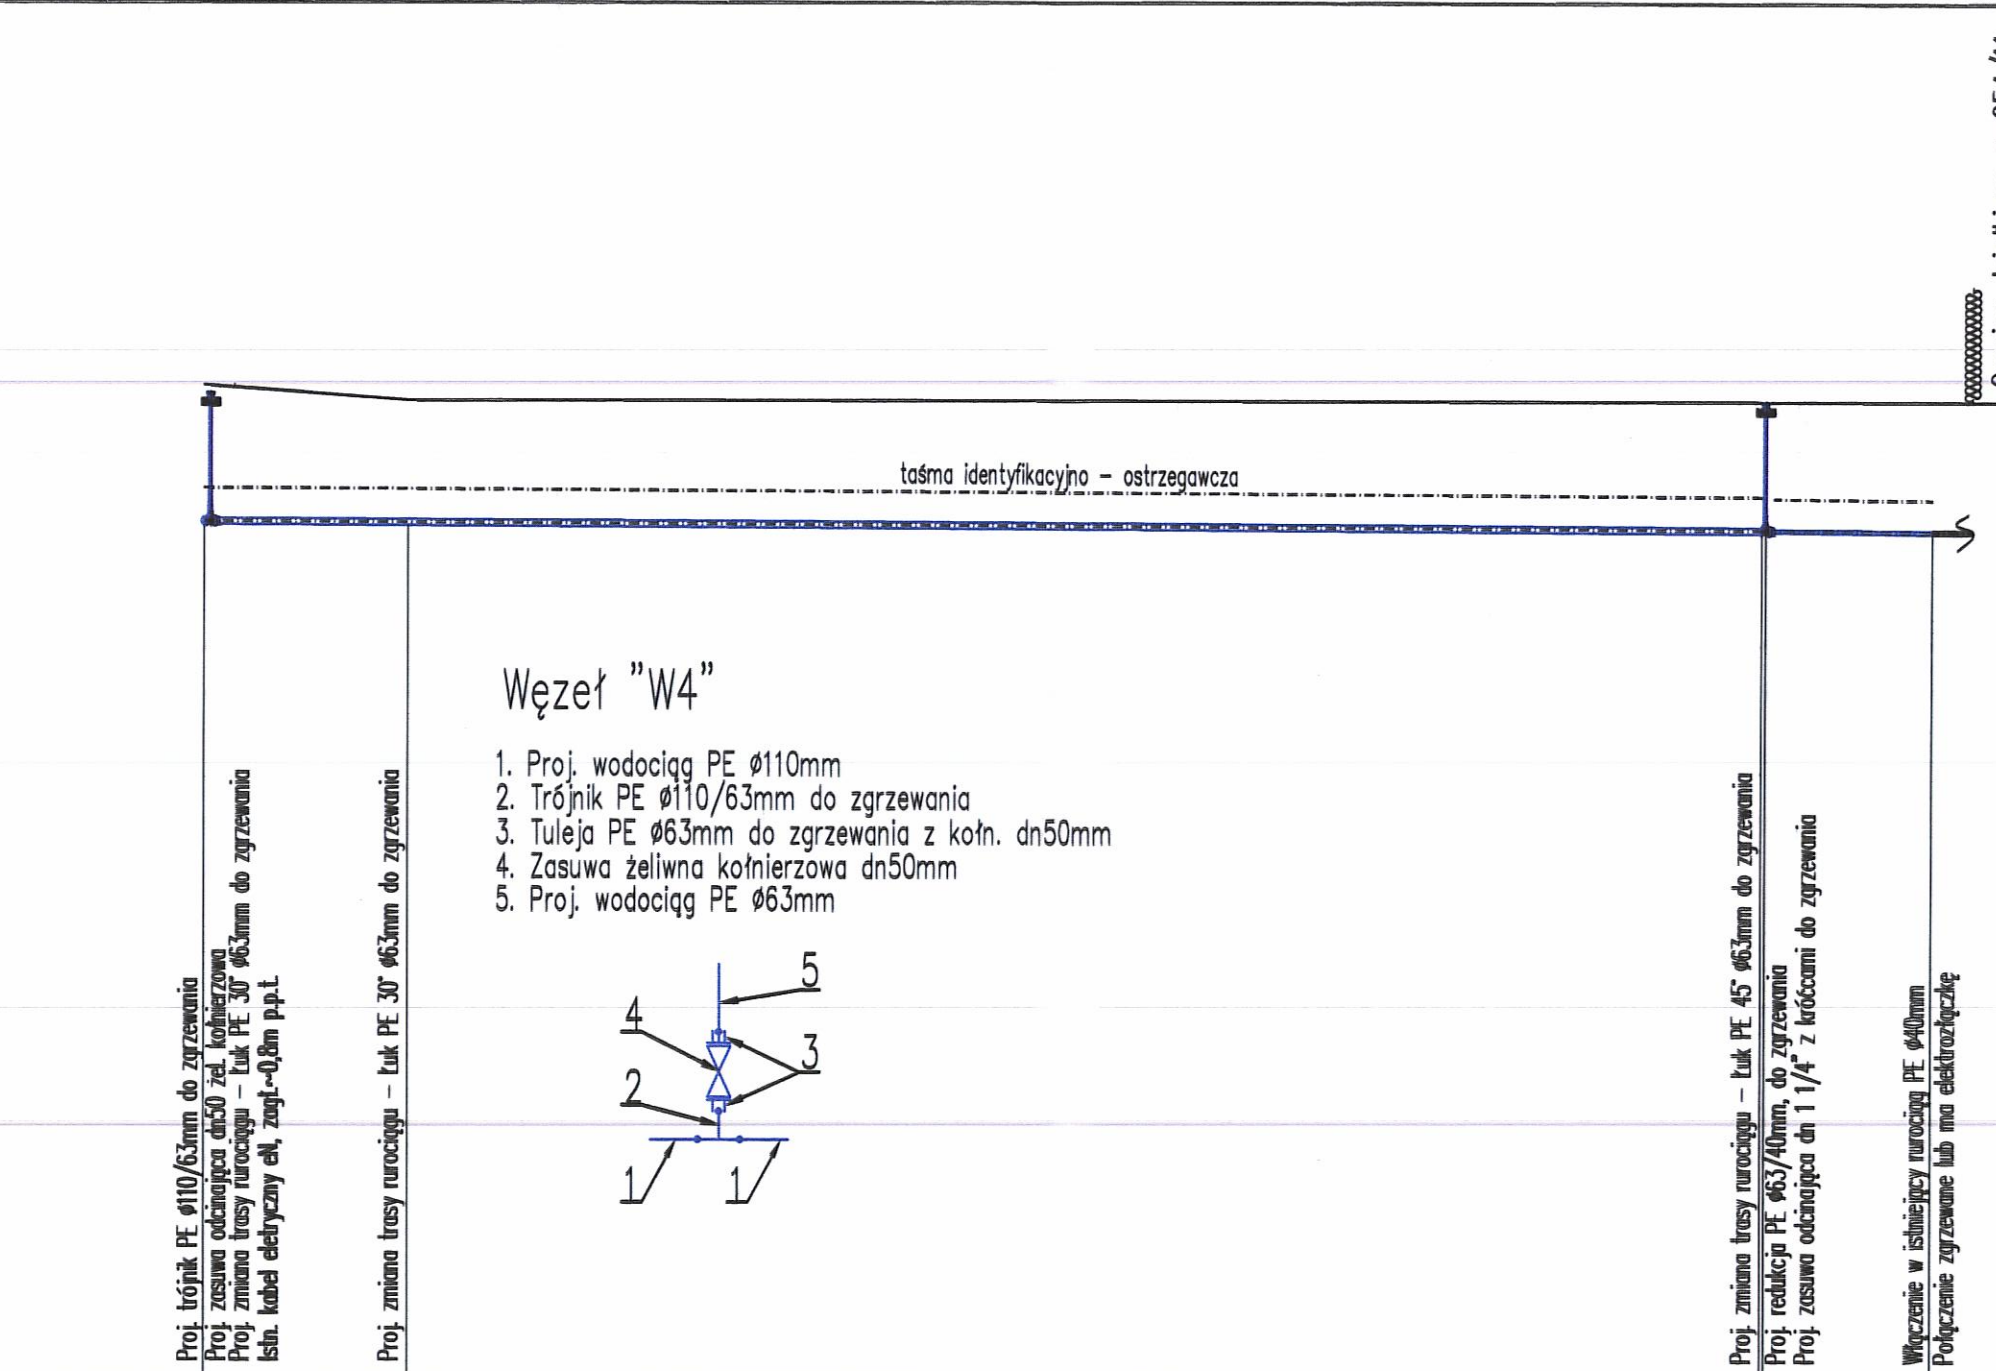 taśma identyfikacyjno – ostrzegawcza
Węzeł "W4"
1. Proj. wodociąg PE ø110mm
2. Trójnik PE ø110/63mm do zgrzewania
3. Tuleja PE ø63mm do zgrzewania z kołn. dn50mm
4. Zasuwa żeliwna kołnierzowa dn50mm
5. Proj. wodociąg PE ø63mm
5
4
3
2
1 1
Proj. trójnik PE ø110/63mm do zgrzewania
Proj. zasuwa odcinająca dn50 żel. kołnierzowa
Proj. zmiana trasy rurociągu – Łuk PE 30° ø63mm do zgrzewania
Istn. kabel eletryczny eN, zagł.~0,8m p.p.t.
Proj. zmiana trasy rurociągu – Łuk PE 30° ø63mm do zgrzewania
Proj. zmiana trasy rurociągu – Łuk PE 45° ø63mm do zgrzewania
Proj. redukcja PE ø63/40mm, do zgrzewania
Proj. zasuwa odcinająca dn 1 1/4" z króćcami do zgrzewania
Włączenie w istniejący rurociąg PE ø40mm
Połączenie zgrzewane lub ma elektrozłączkę